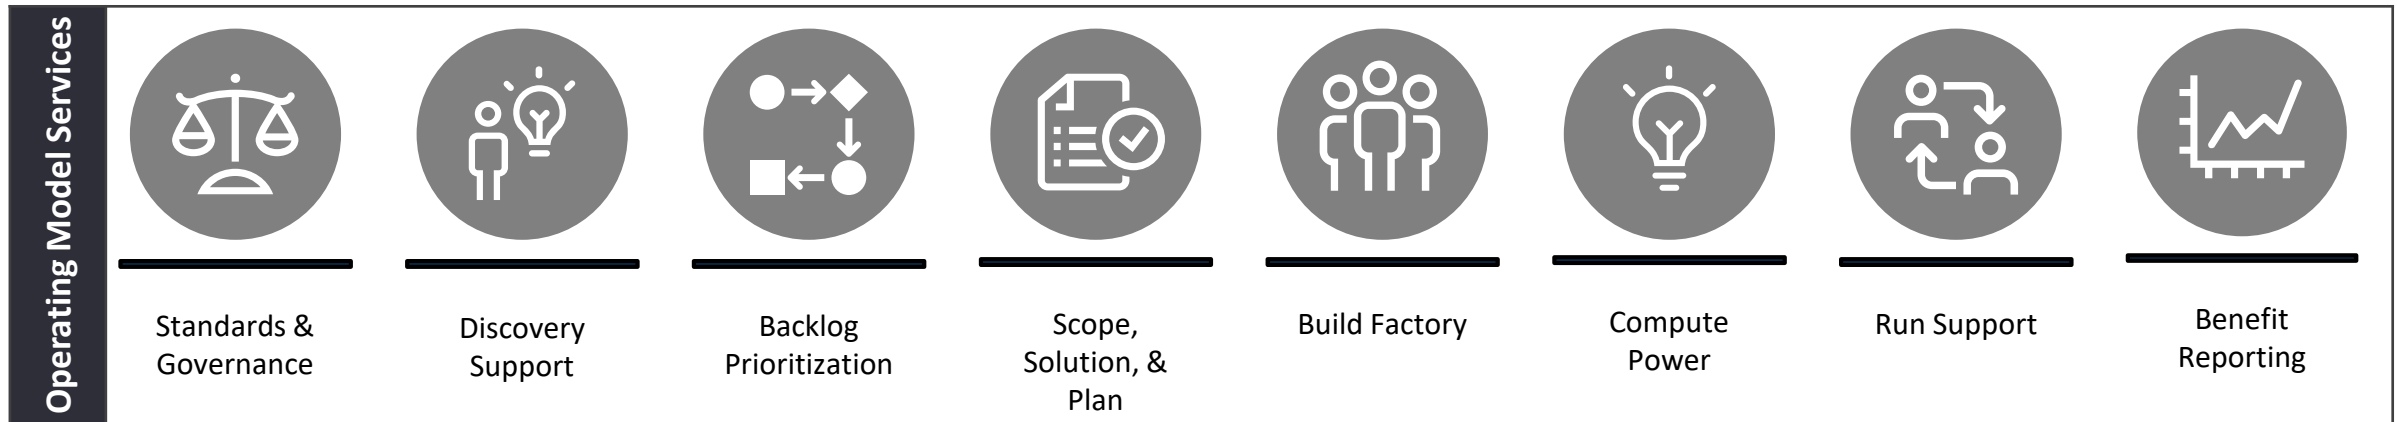 Operating Model Services
Standards &
Governance
Discovery
Support
Backlog
Prioritization
Scope,
Solution, &
Plan
Build Factory
Compute
Power
Run Support
Benefit
Reporting